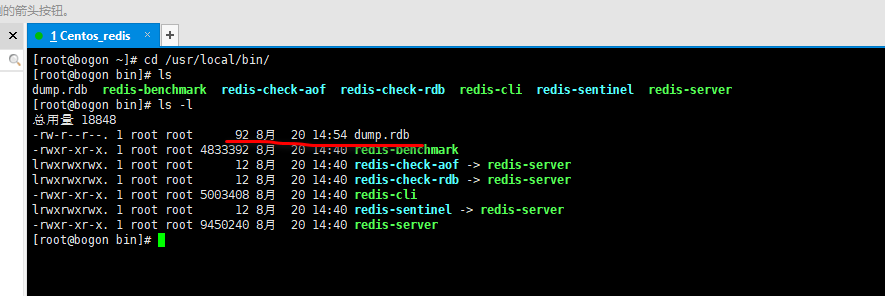 的箭头按钮。
1 Centos_redis
[root@bogon ~]# cd /usr/local/bin/
[root@bogon bin]# ls
dump.rdb redis-benchmark redis-check-aof redis-check-rdb redis-cli redis-sentinel redis-server
[root@bogon bin]# ls -l
总用量 18848
-rw-r--r--. 1 root root 92 8月 20 14:54 dump.rdb
-rwxr-xr-x. 1 root root 4833392 8月 20 14:40 redis-benchmark
lrwxrwxrwx. 1 root root 12 8月 20 14:40 redis-check-aof -> redis-server
lrwxrwxrwx. 1 root root 12 8月 20 14:40 redis-check-rdb -> redis-server
-rwxr-xr-x. 1 root root 5003408 8月 20 14:40 redis-cli
lrwxrwxrwx. 1 root root 12 8月 20 14:40 redis-sentinel -> redis-server
-rwxr-xr-x. 1 root root 9450240 8月 20 14:40 redis-server
[root@bogon bin]#